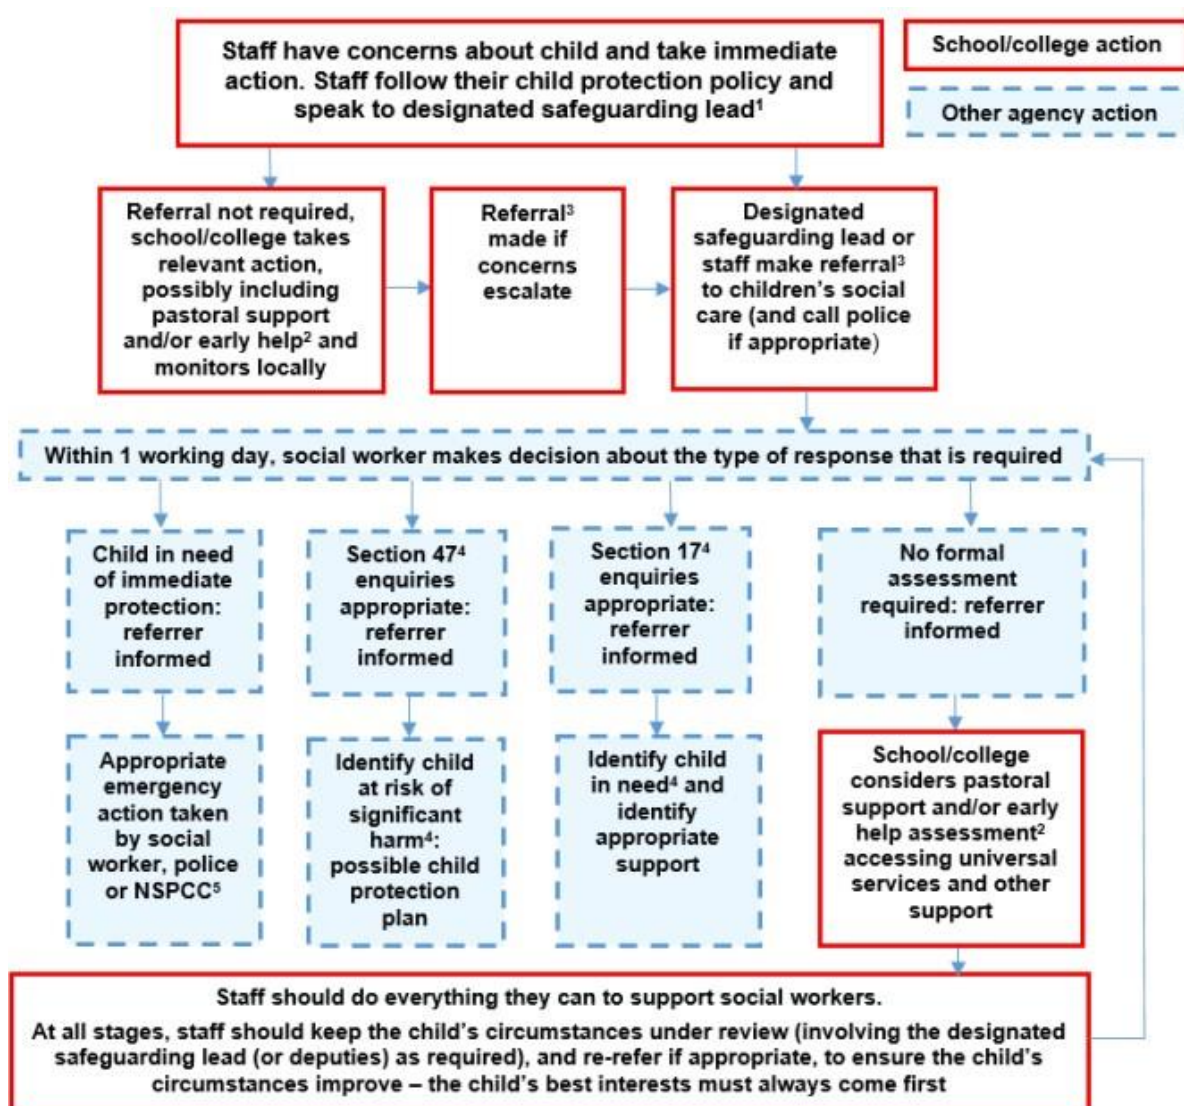 Staff have concerns about child and take immediate
action. Staff follow their child protection policy and
speak to designated safeguarding lead¹
School/college action
Other agency action
Referral not required,
school/college takes
relevant action,
possibly including
pastoral support
and/or early help² and
monitors locally
Referral³
made if
concerns
escalate
Designated
safeguarding lead or
staff make referral³
to children’s social
care (and call police
if appropriate)
Within 1 working day, social worker makes decision about the type of response that is required
Child in need
of immediate
protection:
referrer
informed
Section 47⁴
enquiries
appropriate:
referrer
informed
Section 17⁴
enquiries
appropriate:
referrer
informed
No formal
assessment
required: referrer
informed
Appropriate
emergency
action taken
by social
worker, police
or NSPCC⁵
Identify child
at risk of
significant
harm⁴:
possible child
protection
plan
Identify child
in need⁴ and
identify
appropriate
support
School/college
considers pastoral
support and/or early
help assessment²
accessing universal
services and other
support
Staff should do everything they can to support social workers.
At all stages, staff should keep the child’s circumstances under review (involving the designated
safeguarding lead (or deputies) as required), and re-refer if appropriate, to ensure the child’s
circumstances improve – the child’s best interests must always come first